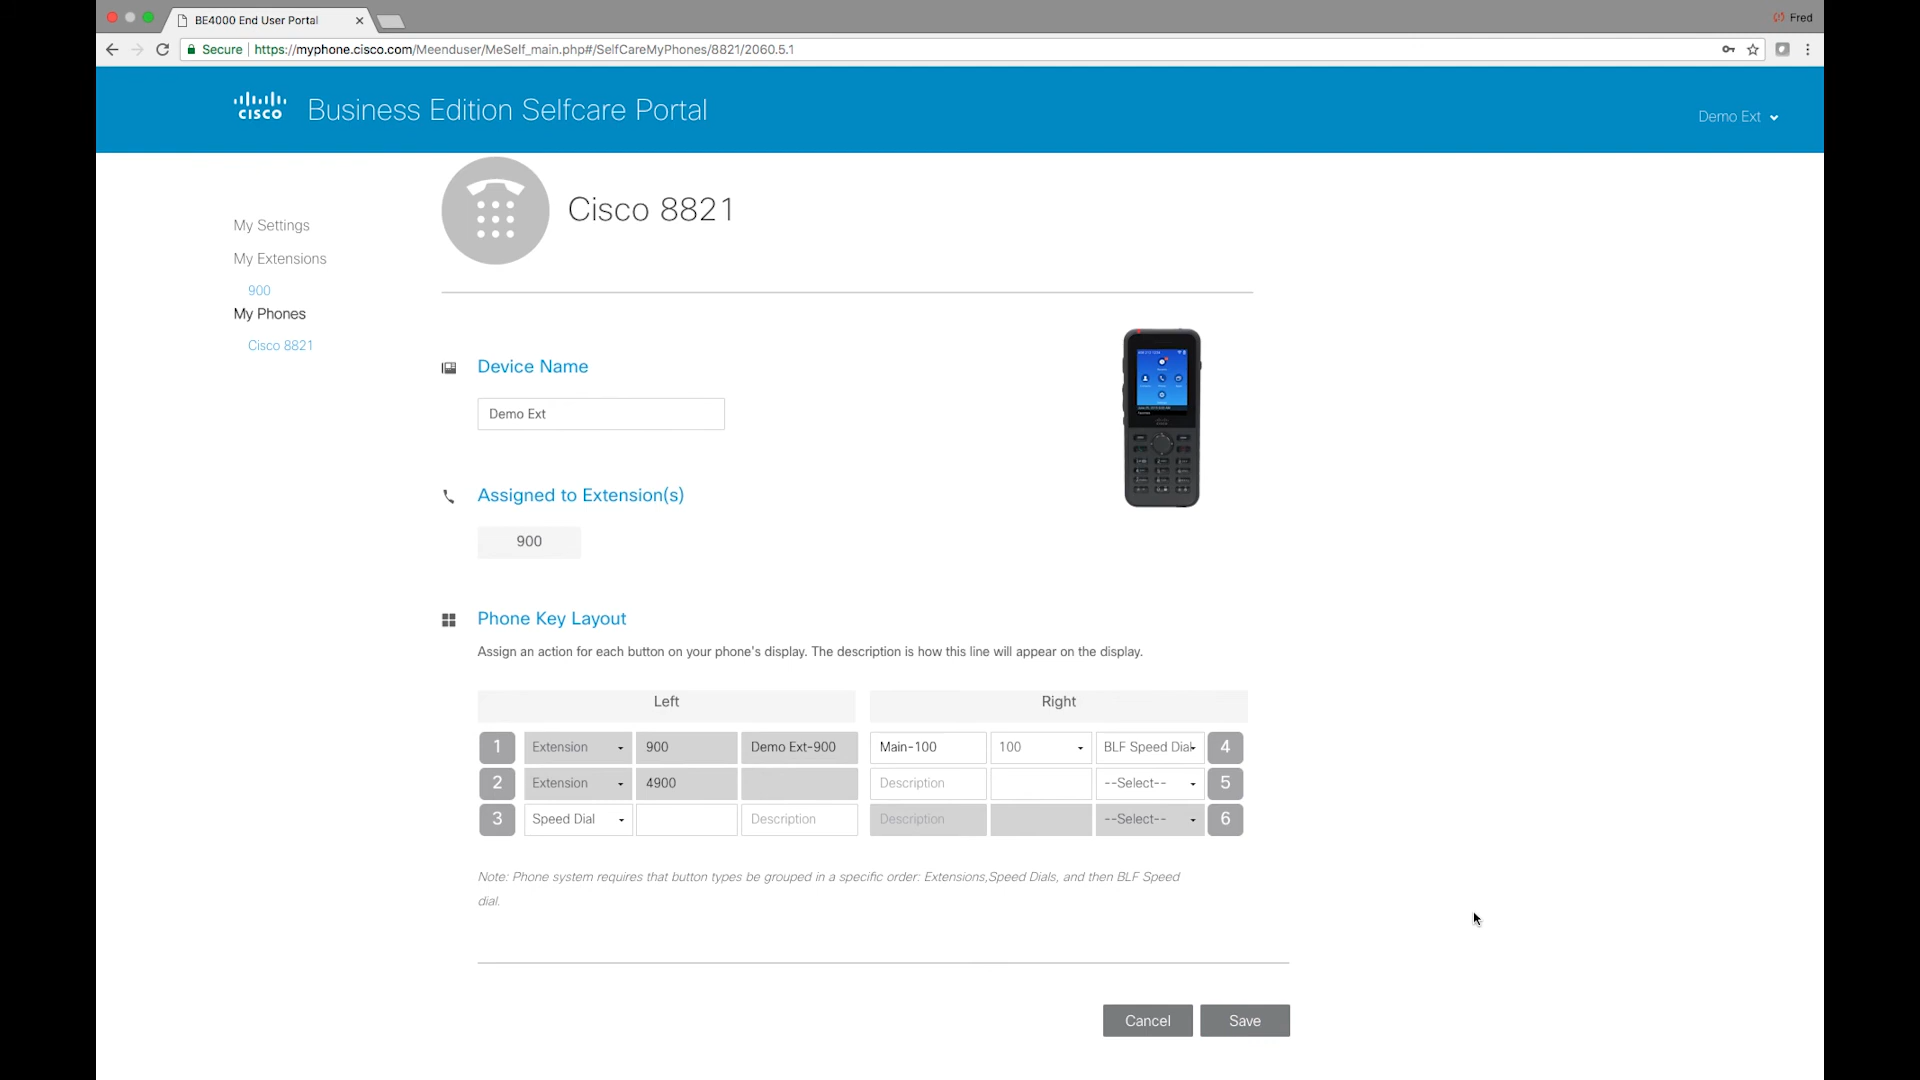 BE4000 End User Portal
Fred
Secure https://myphone.cisco.com/Meenduser/MeSelf_main.php#/SelfCareMyPhones/8821/2060.5.1
cisco Business Edition Selfcare Portal
Demo Ext
Cisco 8821
My Settings
My Extensions
900
My Phones
Cisco 8821
Device Name
Demo Ext
Assigned to Extension(s)
900
Phone Key Layout
Assign an action for each button on your phone's display. The description is how this line will appear on the display.
Left Right
1 Extension 900 Demo Ext-900 Main-100 100 BLF Speed Dial 4
2 Extension 4900 Description --Select-- 5
3 Speed Dial Description Description --Select-- 6
Note: Phone system requires that button types be grouped in a specific order: Extensions,Speed Dials, and then BLF Speed
dial.
Cancel Save